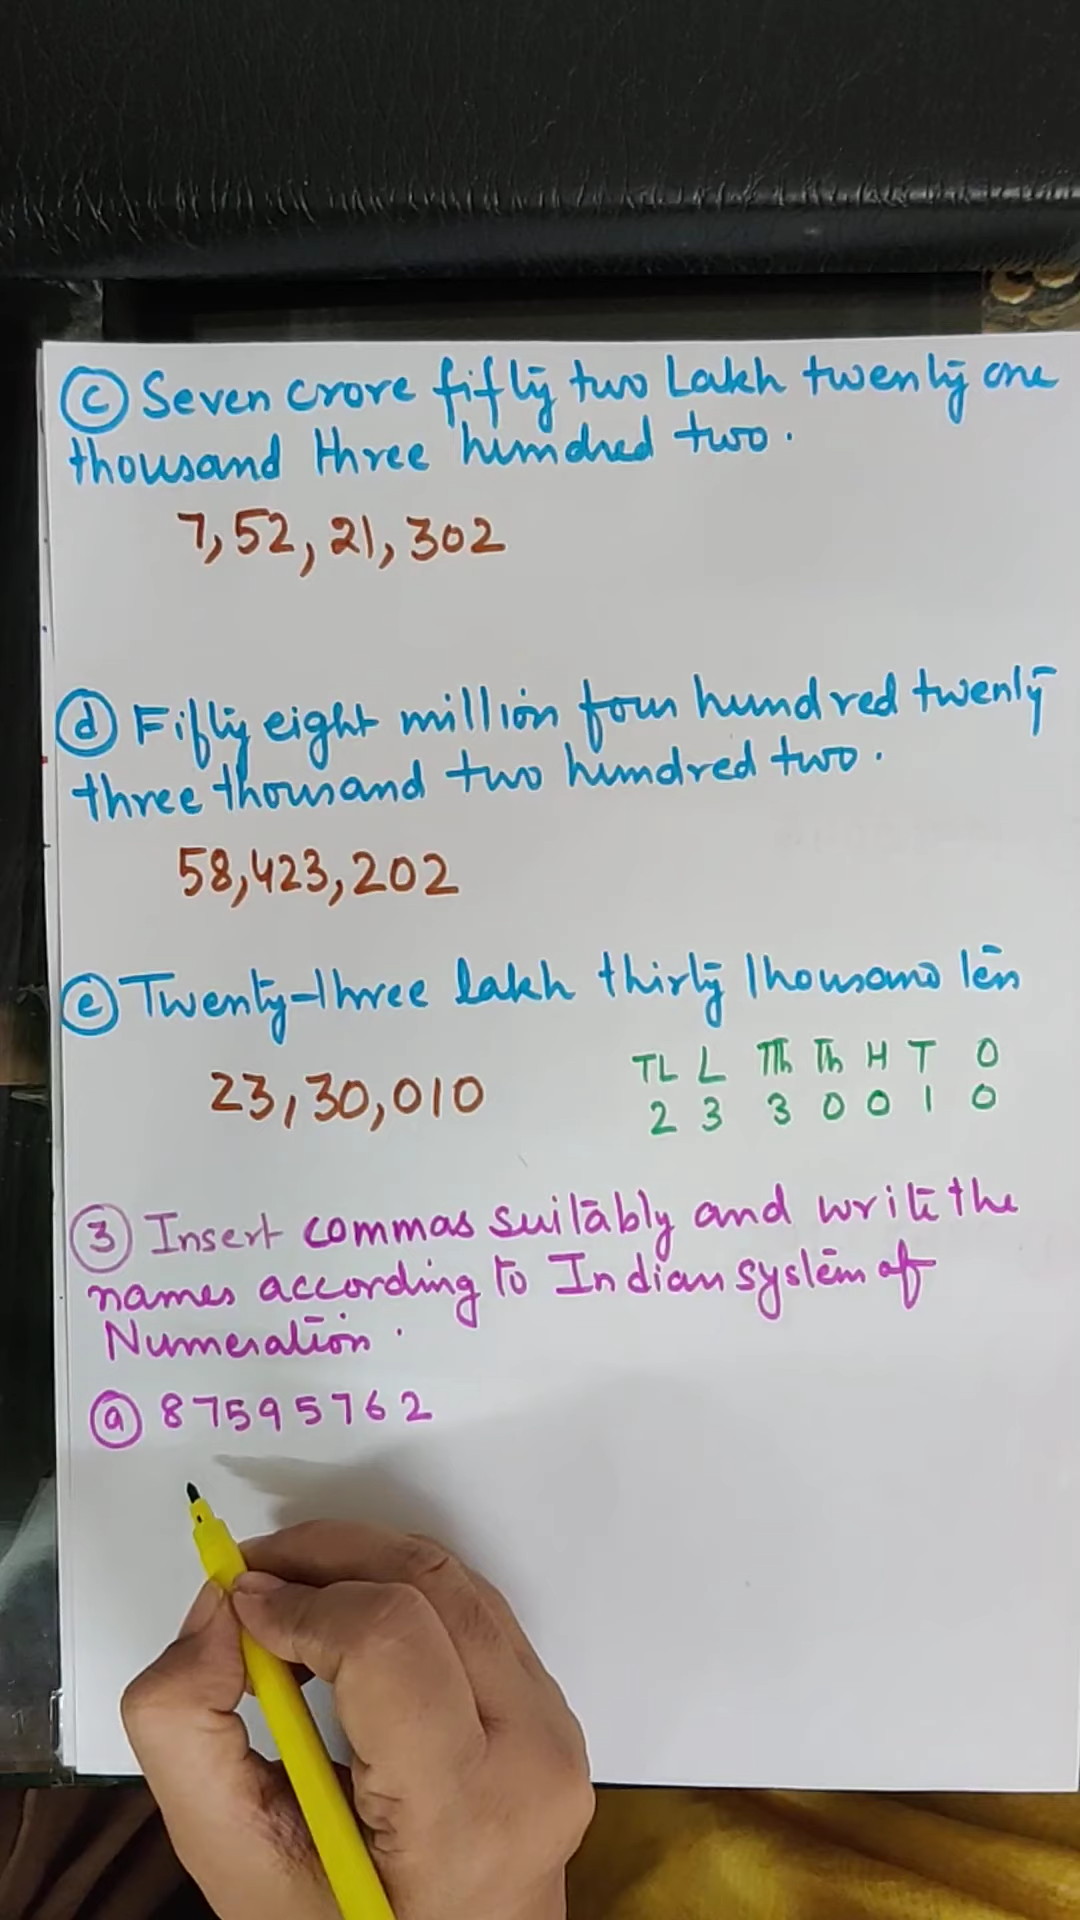 (c) Seven crore fifty two Lakh twenty one
thousand three hundred two.
7,52,21,302
(d) Fifty eight million four hundred twenty
three thousand two hundred two.
58,423,202
(e) Twenty-three lakh thirty thousand ten
TL L TTh Th H T O
23,30,010
2 3 3 0 0 1 0
(3) Insert commas suitably and write the
names according to Indian system of
Numeration.
(a) 87595762